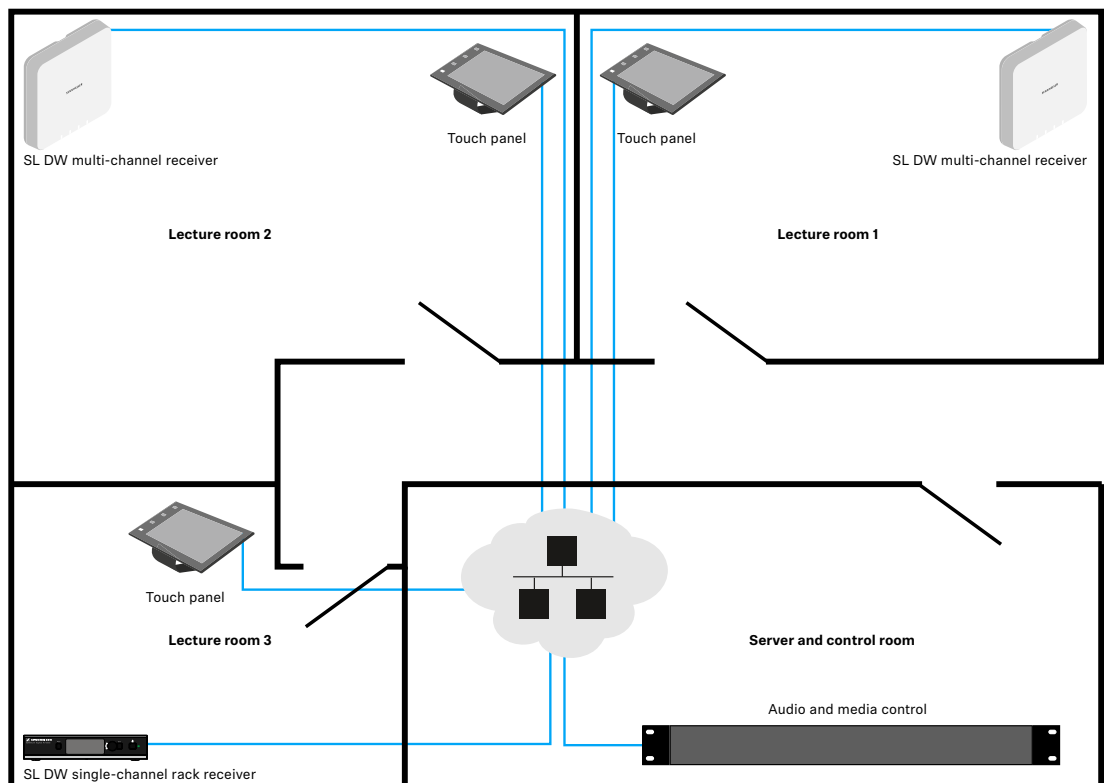 Touch panel
Touch panel
SL DW multi-channel receiver
SL DW multi-channel receiver
Lecture room 2
Lecture room 1
Touch panel
Lecture room 3
Server and control room
Audio and media control
SL DW single-channel rack receiver